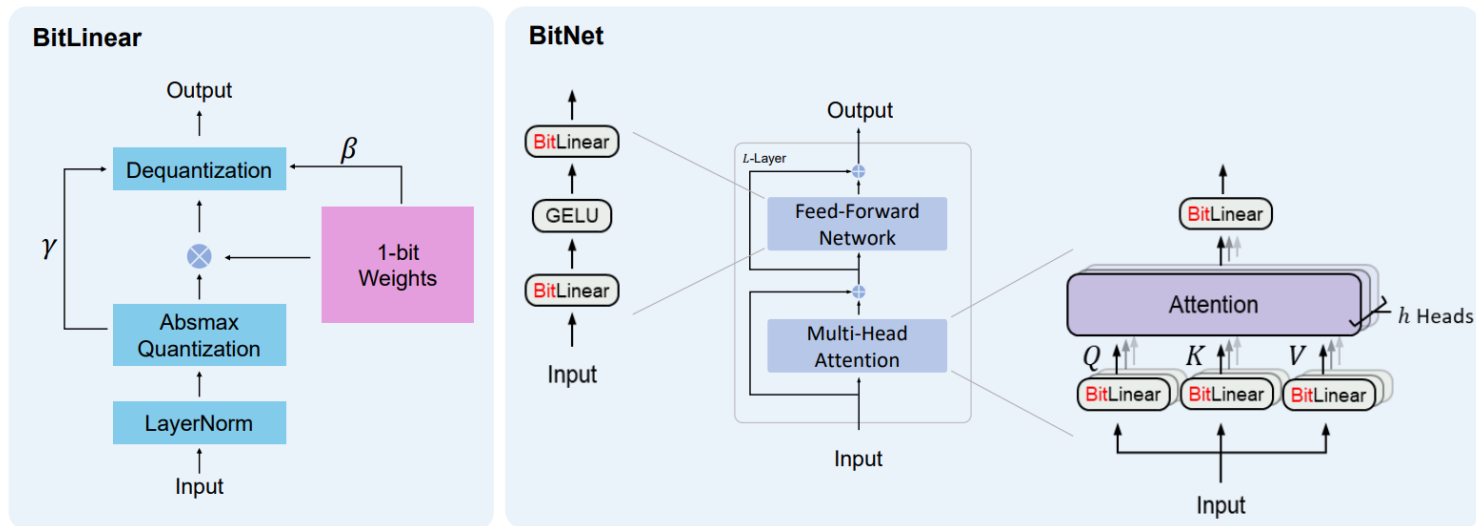 BitLinear
Output
Dequantization
β
γ
1-bit
Weights
Absmax
Quantization
LayerNorm
Input
BitNet
BitLinear
GELU
BitLinear
Input
Output
L-Layer
Feed-Forward
Network
Multi-Head
Attention
Input
BitLinear
Attention
h Heads
Q
K
V
BitLinear
BitLinear
BitLinear
Input